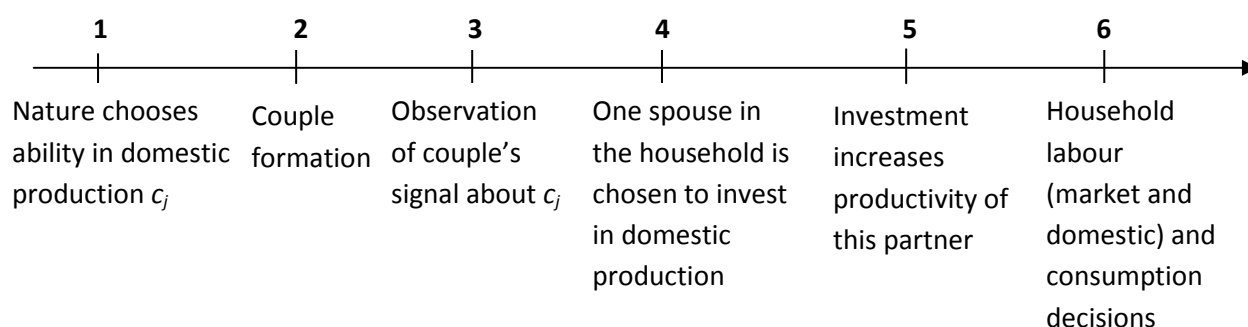 1 2 3 4 5 6
Nature chooses
ability in domestic
production cj
Couple
formation
Observation
of couple’s
signal about cj
One spouse in
the household is
chosen to invest
in domestic
production
Investment
increases
productivity of
this partner
Household
labour
(market and
domestic) and
consumption
decisions